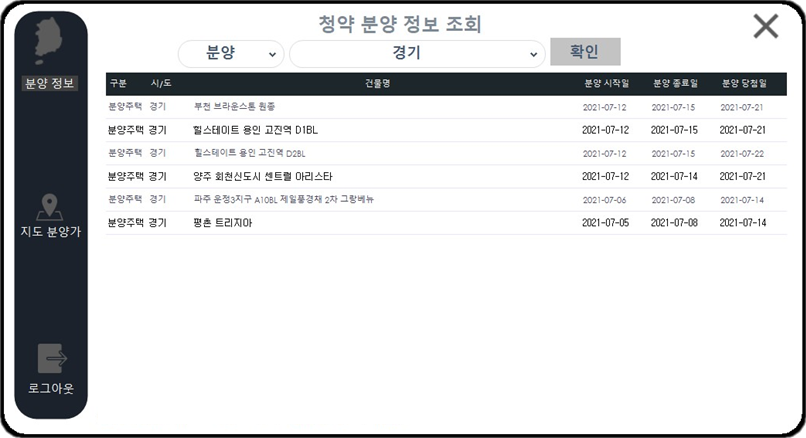 청약 분양 정보 조회
분양 경기 확인
분양 정보
지도 분양가
로그아웃
구분 시/도 건물명 분양 시작일 분양 종료일 분양 당첨일
분양주택 경기 부천 브라운스톤 원종 2021-07-12 2021-07-15 2021-07-21
분양주택 경기 힐스테이트 용인 고진역 D1BL 2021-07-12 2021-07-15 2021-07-21
분양주택 경기 힐스테이트 용인 고진역 D2BL 2021-07-12 2021-07-15 2021-07-22
분양주택 경기 양주 회천신도시 센트럴 아리스타 2021-07-12 2021-07-14 2021-07-21
분양주택 경기 파주 운정3지구 A10BL 제일풍경채 2차 그랑베뉴 2021-07-06 2021-07-08 2021-07-14
분양주택 경기 평촌 트리지아 2021-07-05 2021-07-08 2021-07-14